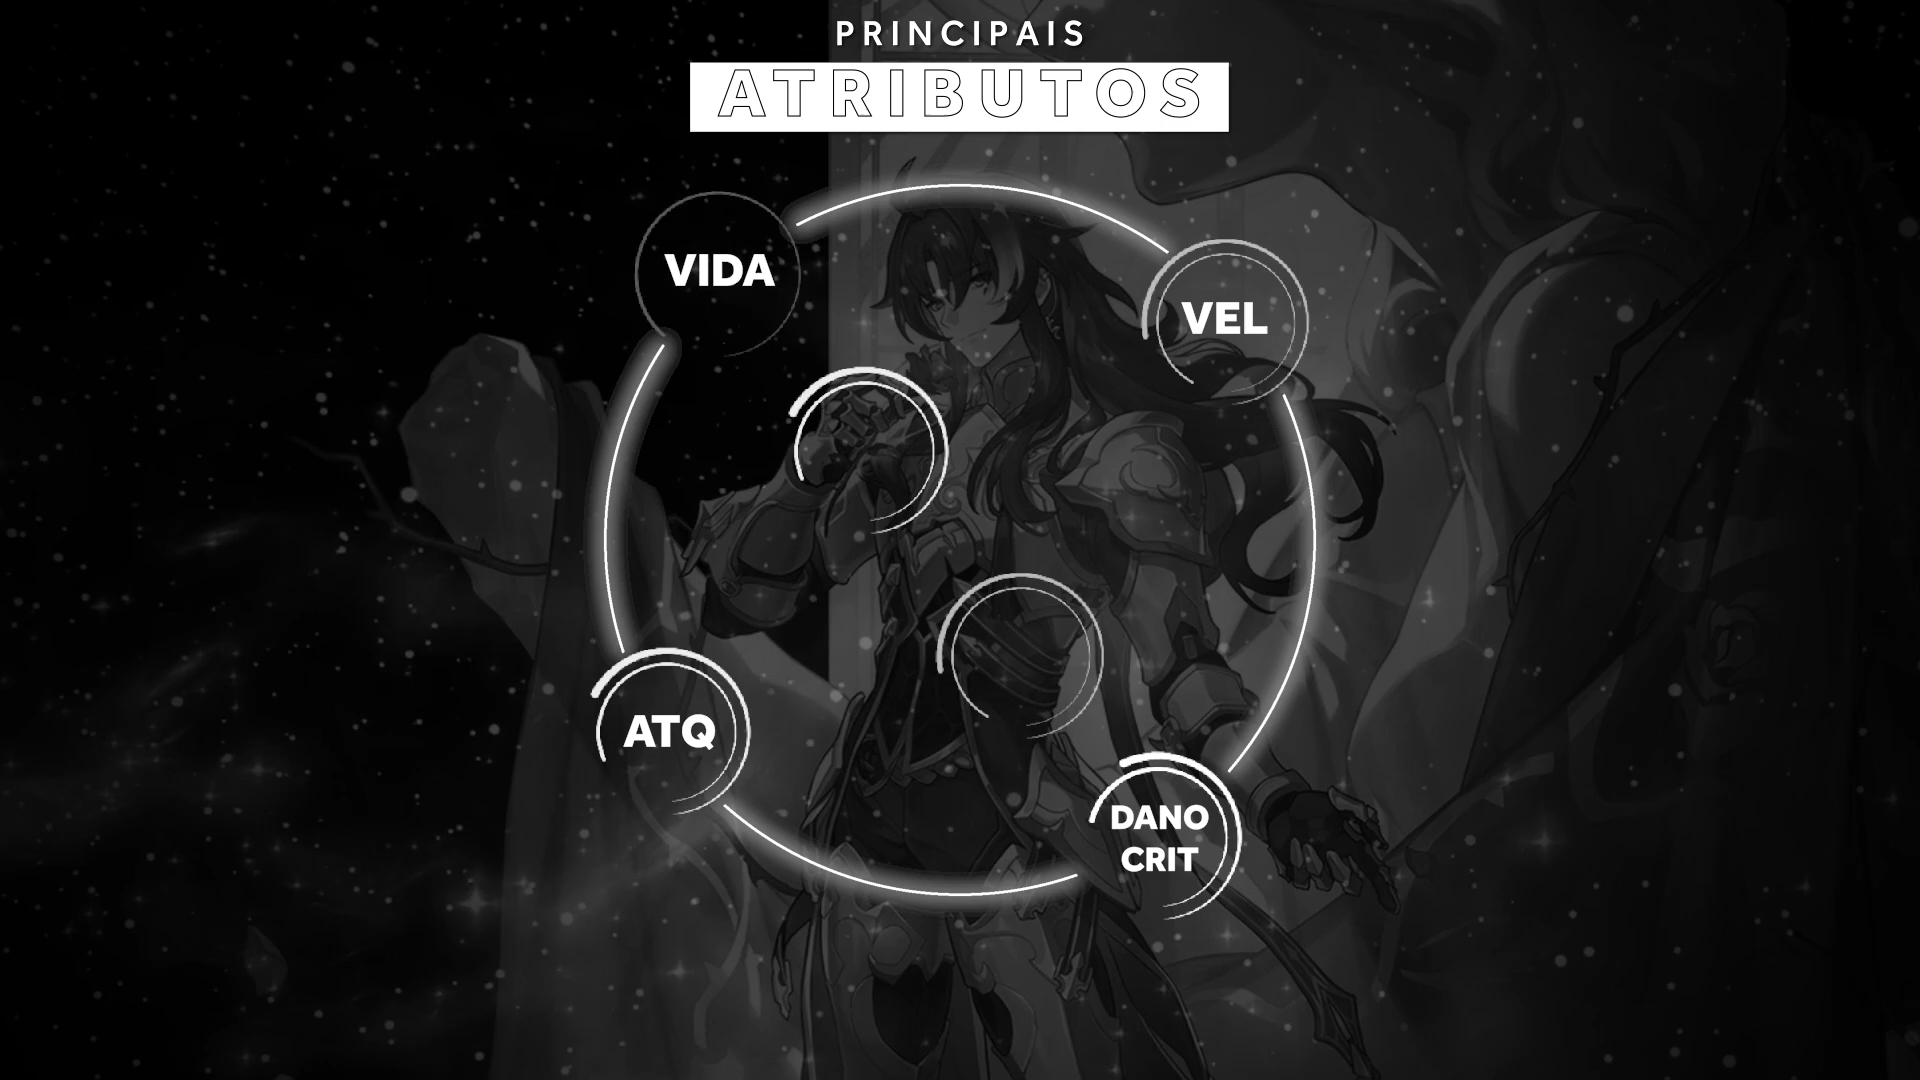 PRINCIPAIS
ATRIBUTOS
VIDA
VEL
ATQ
DANO
CRIT